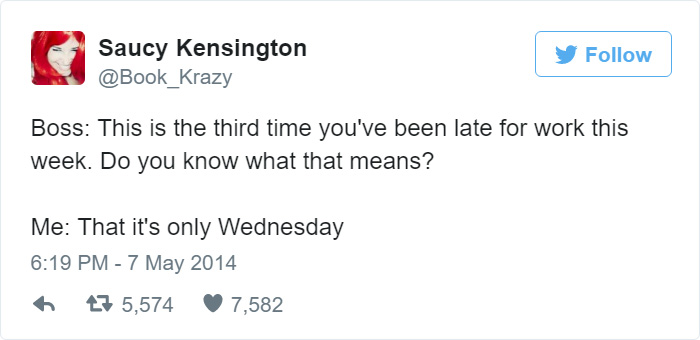 Saucy Kensington
@Book_Krazy
Follow
Boss: This is the third time you've been late for work this
week. Do you know what that means?
Me: That it's only Wednesday
6:19 PM - 7 May 2014
5,574 7,582